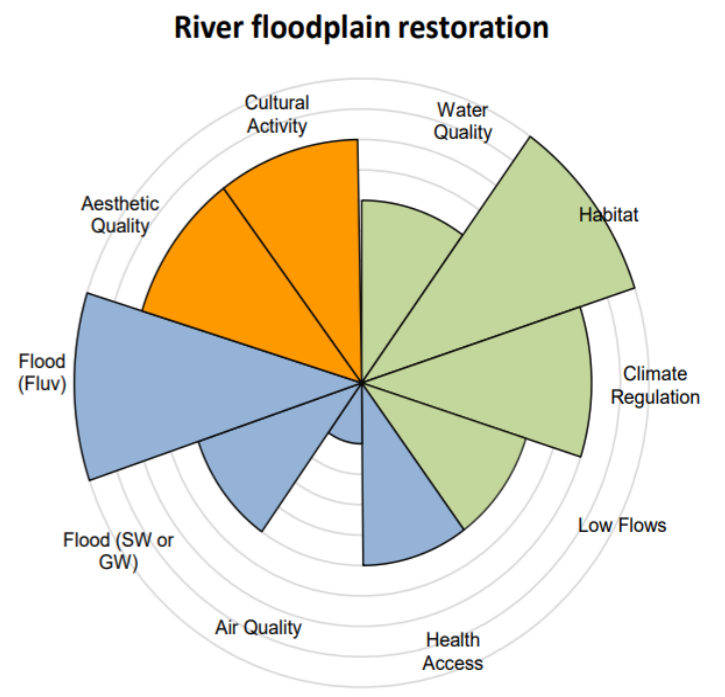 River floodplain restoration
Cultural
Activity
Water
Quality
Aesthetic
Quality
Habitat
Flood
(Fluv)
Climate
Regulation
Flood (SW or
GW)
Low Flows
Air Quality
Health
Access